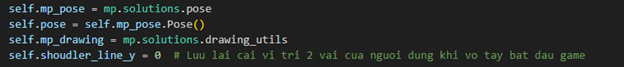 self.mp_pose = mp.solutions.pose
self.pose = self.mp_pose.Pose()
self.mp_drawing = mp.solutions.drawing_utils
self.shoudler_line_y = 0  # Luu lai cai vi tri 2 vai cua nguoi dung khi vo tay bat dau game